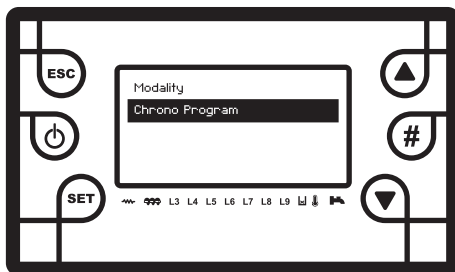 ESC
Modality
Chrono Program
#
SET
L3 L4 L5 L6 L7 L8 L9